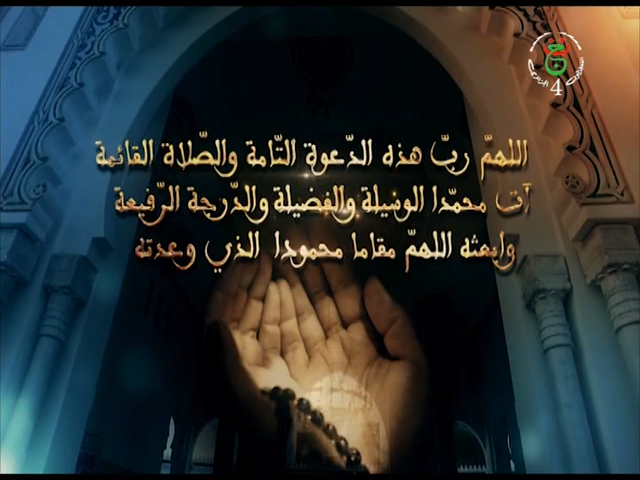 اللهمّ ربّ هذه الدّعوة التّامة والصّلاة القائمة
آت محمّدا الوسيلة والفضيلة والدّرجة الرّفيعة
وابعثه اللهمّ مقاما محمودا الذي وعدته
4